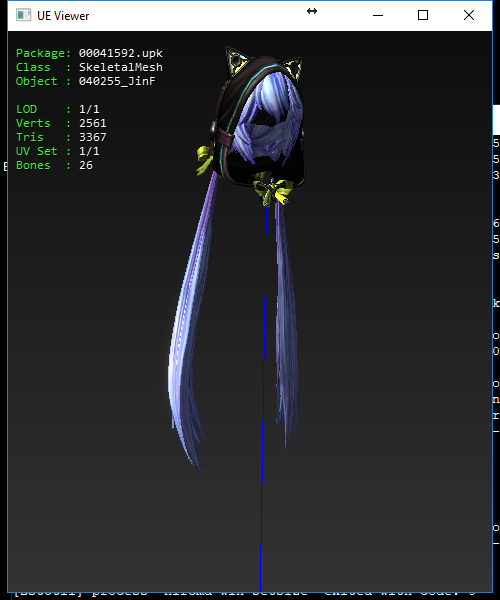 UE Viewer
Package: 00041592.upk
Class : SkeletalMesh
Object : 040255_JinF
LOD : 1/1
Verts : 2561
Tris : 3367
UV Set : 1/1
Bones : 26